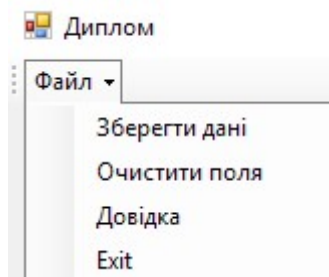 Диплом
Файл
Зберегти дані
Очистити поля
Довідка
Exit